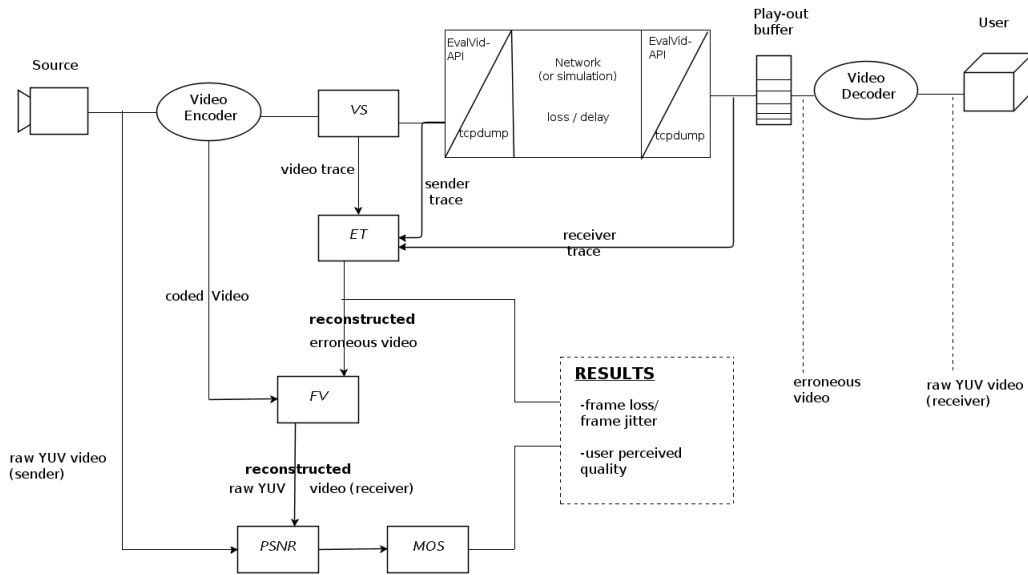 Source
Video
Encoder
VS
EvalVid-
API
tcpdump
Network
(or simulation)
loss / delay
EvalVid-
API
tcpdump
Play-out
buffer
Video
Decoder
User
video trace
sender
trace
ET
receiver
trace
coded Video
reconstructed
erroneous video
FV
RESULTS
-frame loss/
frame jitter
-user perceived
quality
erroneous
video
raw YUV video
(receiver)
raw YUV video
(sender)
reconstructed
raw YUV video (receiver)
PSNR
MOS